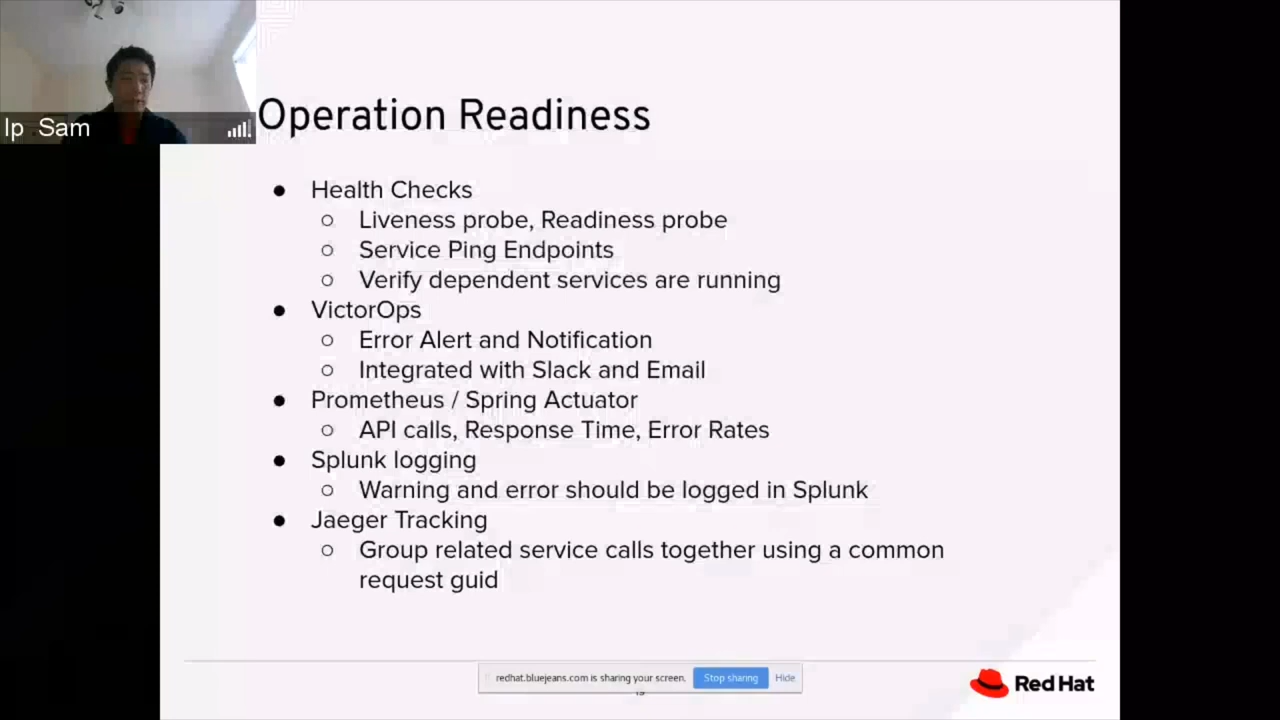 Ip Sam
Operation Readiness
● Health Checks
○ Liveness probe, Readiness probe
○ Service Ping Endpoints
○ Verify dependent services are running
● VictorOps
○ Error Alert and Notification
○ Integrated with Slack and Email
● Prometheus / Spring Actuator
○ API calls, Response Time, Error Rates
● Splunk logging
○ Warning and error should be logged in Splunk
● Jaeger Tracking
○ Group related service calls together using a common
request guid
redhat.bluejeans.com is sharing your screen. Stop sharing Hide
Red Hat